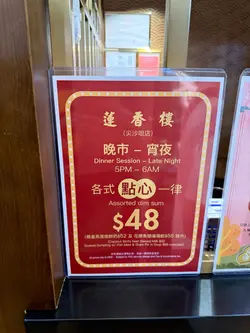 蓮香樓
(尖沙咀店)
晚市 – 宵夜
Dinner Session – Late Night
5PM – 6AM
各式點心一律
Assorted dim sum
$48